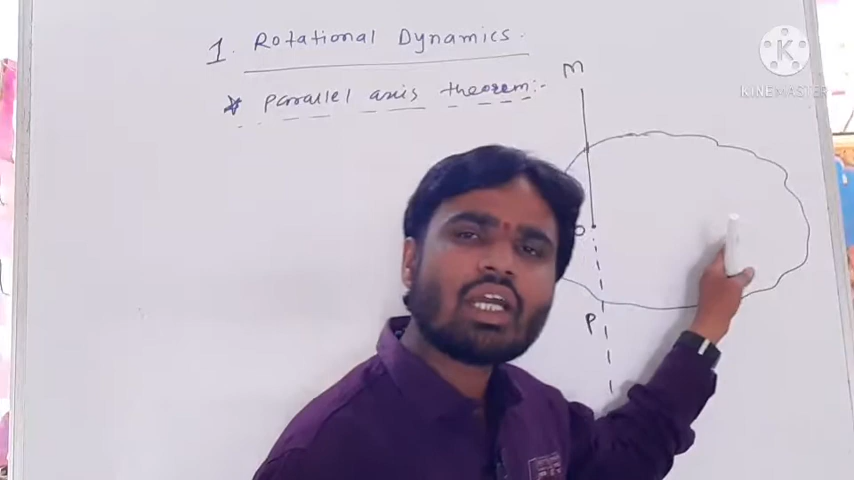 1. Rotational Dynamics.
* Parallel axis theorem:-
M
O
P
K
KINEMASTER